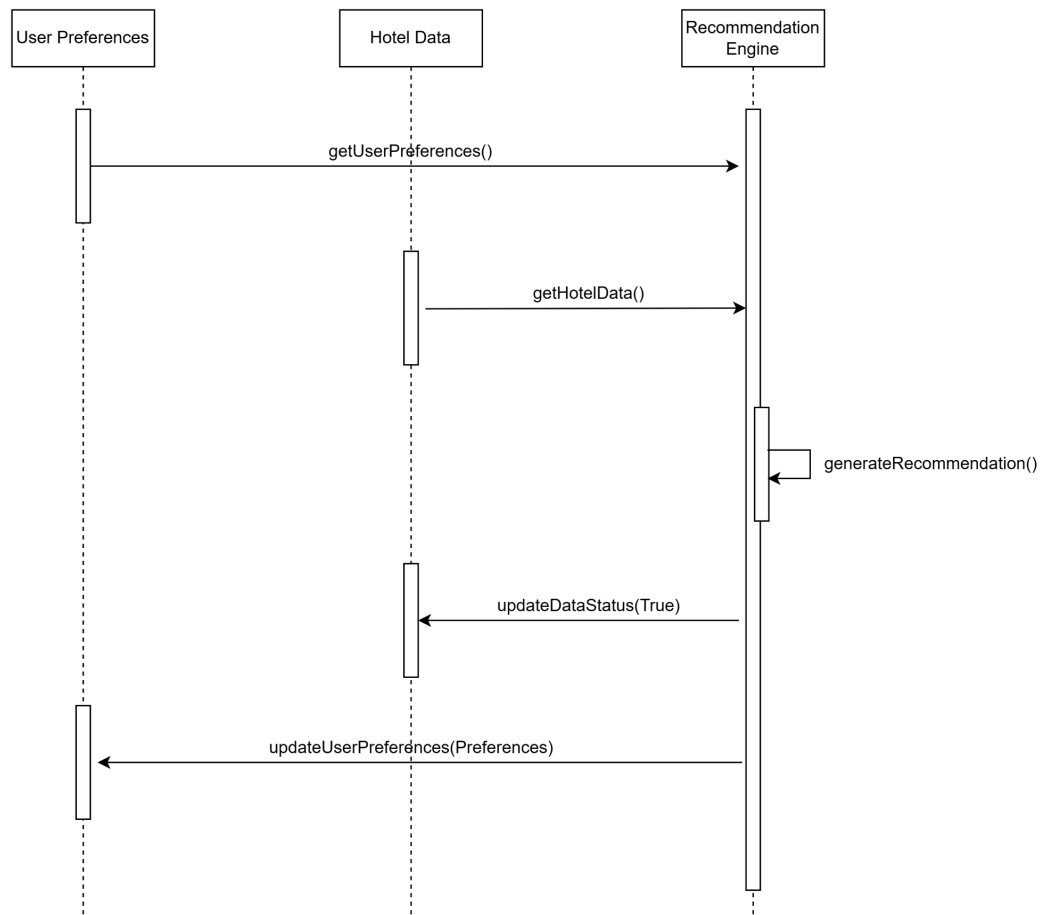 User Preferences
Hotel Data
Recommendation
Engine
getUserPreferences()
getHotelData()
generateRecommendation()
updateDataStatus(True)
updateUserPreferences(Preferences)